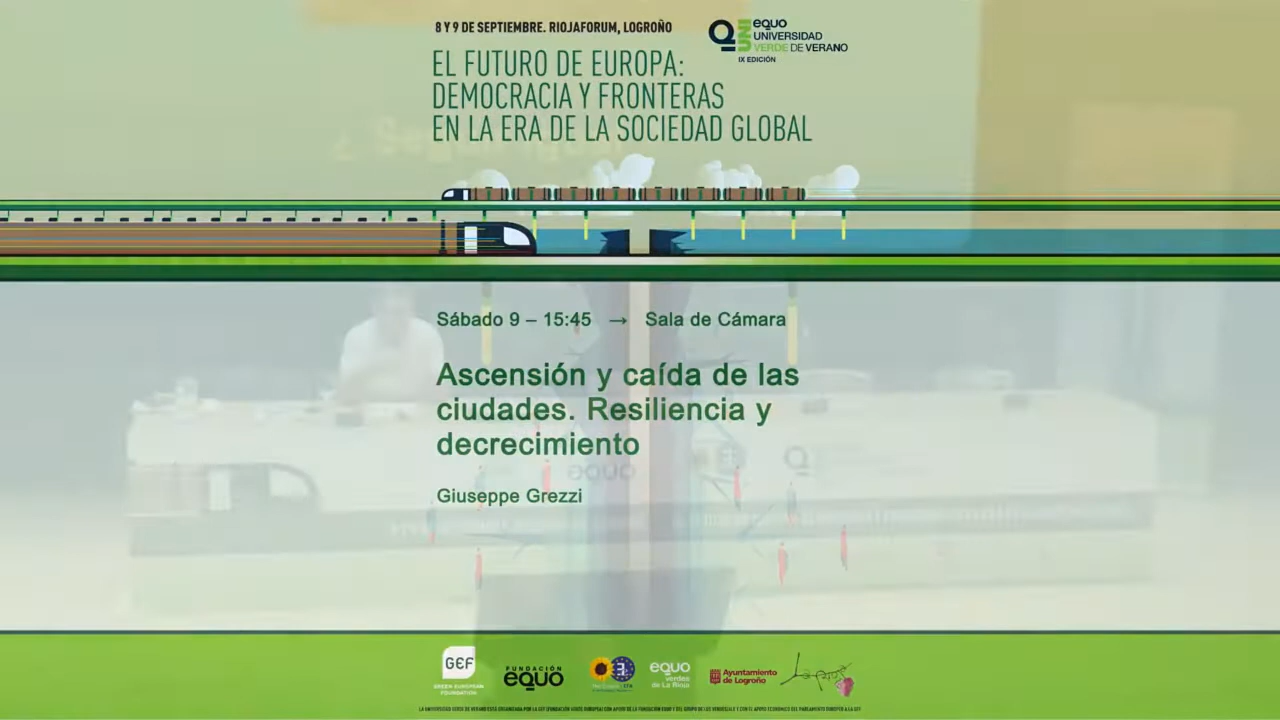 8 Y 9 DE SEPTIEMBRE. RIOJAFORUM, LOGROÑO
EQUO
UNI
UNIVERSIDAD
VERDE DE VERANO
IX EDICIÓN
EL FUTURO DE EUROPA:
DEMOCRACIA Y FRONTERAS
EN LA ERA DE LA SOCIEDAD GLOBAL
Sábado 9 – 15:45 → Sala de Cámara
Ascensión y caída de las
ciudades. Resiliencia y
decrecimiento
equo
Giuseppe Grezzi
GEF
GREEN EUROPEAN
FOUNDATION
FUNDACIÓN
equo
equo
verdes
de La Rioja
Ayuntamiento
de Logroño